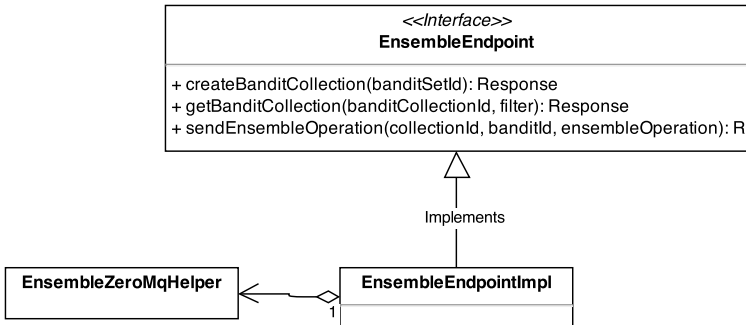 <<Interface>>
EnsembleEndpoint
+ createBanditCollection(banditSetId): Response
+ getBanditCollection(banditCollectionId, filter): Response
+ sendEnsembleOperation(collectionId, banditId, ensembleOperation): R
Implements
EnsembleZeroMqHelper
EnsembleEndpointImpl
1